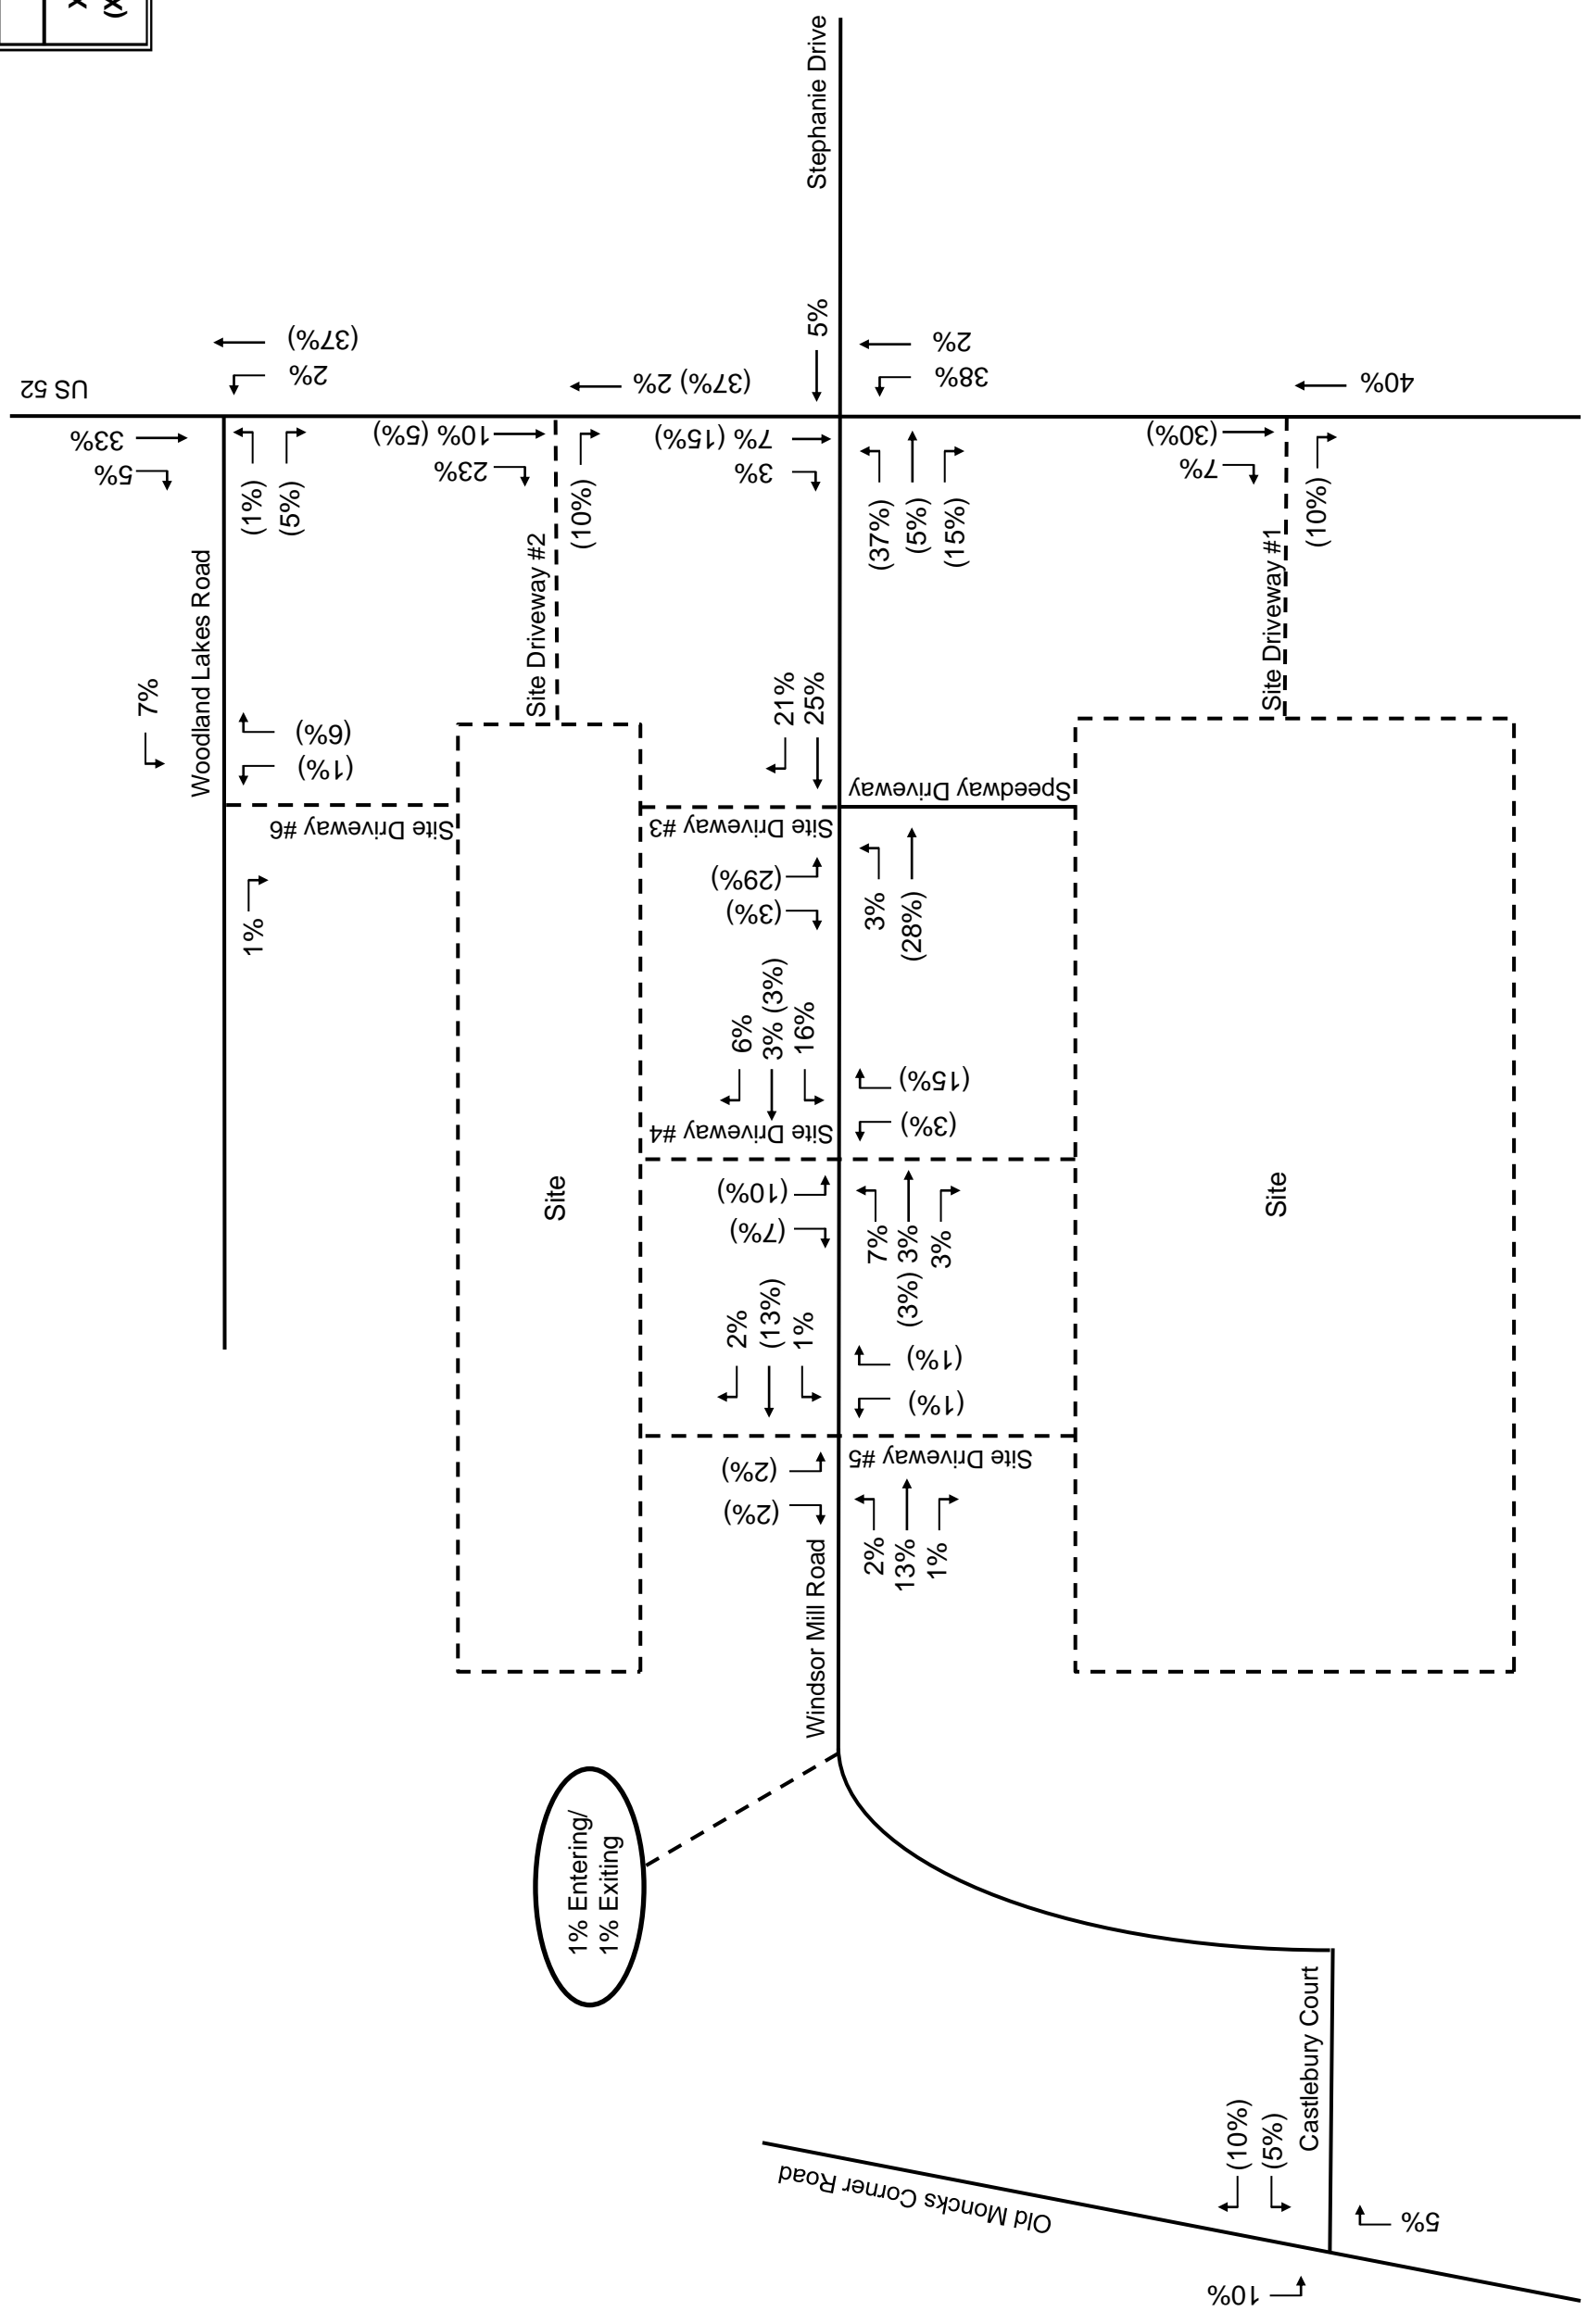 x)
x
US 52
33%
5%
(37%)
2%
(1%)
(5%)
Woodland Lakes Road
7%
(6%)
(1%)
1%
Site Driveway #6
10% (5%)
23%
(37%) 2%
(10%)
Site Driveway #2
Stephanie Drive
5%
7% (15%)
3%
2%
38%
(37%)
(5%)
(15%)
21%
25%
Site Driveway #3
Speedway Driveway
(29%)
(3%)
3%
(28%)
6%
3% (3%)
16%
Site Driveway #4
(15%)
(3%)
(10%)
(7%)
7%
(3%) 3%
3%
2%
(13%)
1%
(1%)
(1%)
Site Driveway #5
(2%)
(2%)
2%
13%
1%
Windsor Mill Road
Site
Site
40%
(30%)
7%
(10%)
Site Driveway #1
1% Entering/
1% Exiting
Castlebury Court
(10%)
(5%)
5%
10%
Old Moncks Corner Road